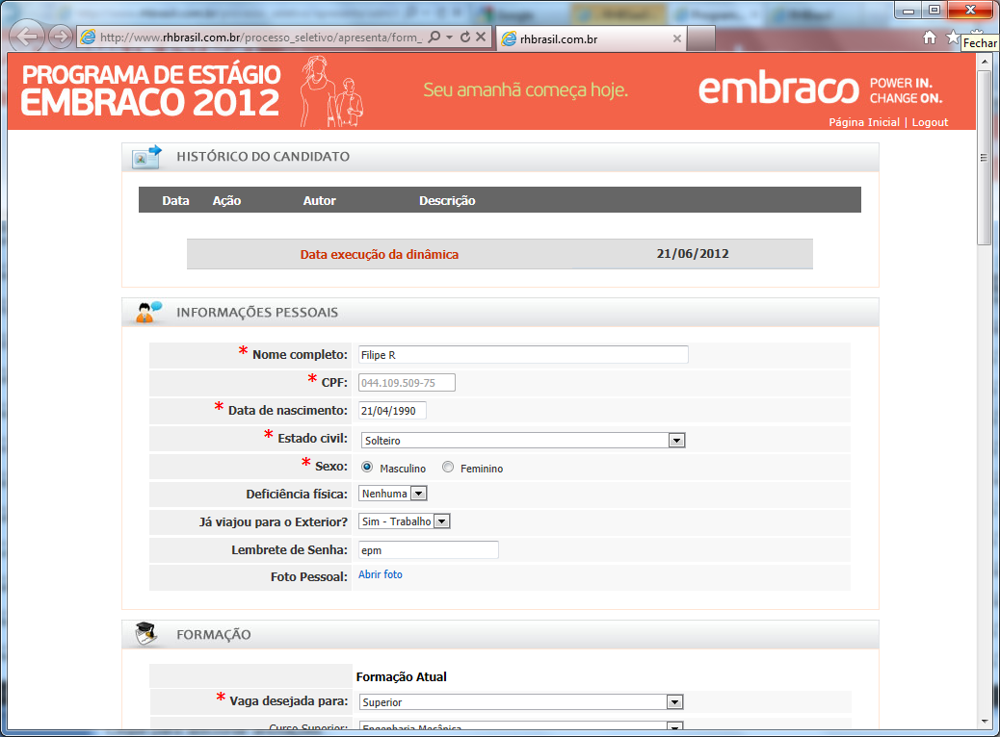 http://www.rhbrasil.com.br/processo_seletivo/apresenta/form_
rhbrasil.com.br
Fechar
PROGRAMA DE ESTÁGIO
EMBRACO 2012
Seu amanhã começa hoje.
embraco
POWER IN.
CHANGE ON.
Página Inicial | Logout
HISTÓRICO DO CANDIDATO
Data Ação Autor Descrição
Data execução da dinâmica 21/06/2012
INFORMAÇÕES PESSOAIS
* Nome completo: Filipe R
* CPF: 044.109.509-75
* Data de nascimento: 21/04/1990
* Estado civil: Solteiro
* Sexo: Masculino Feminino
Deficiência física: Nenhuma
Já viajou para o Exterior? Sim - Trabalho
Lembrete de Senha: epm
Foto Pessoal: Abrir foto
FORMAÇÃO
Formação Atual
* Vaga desejada para: Superior
Curso Superior: Engenharia Mecânica